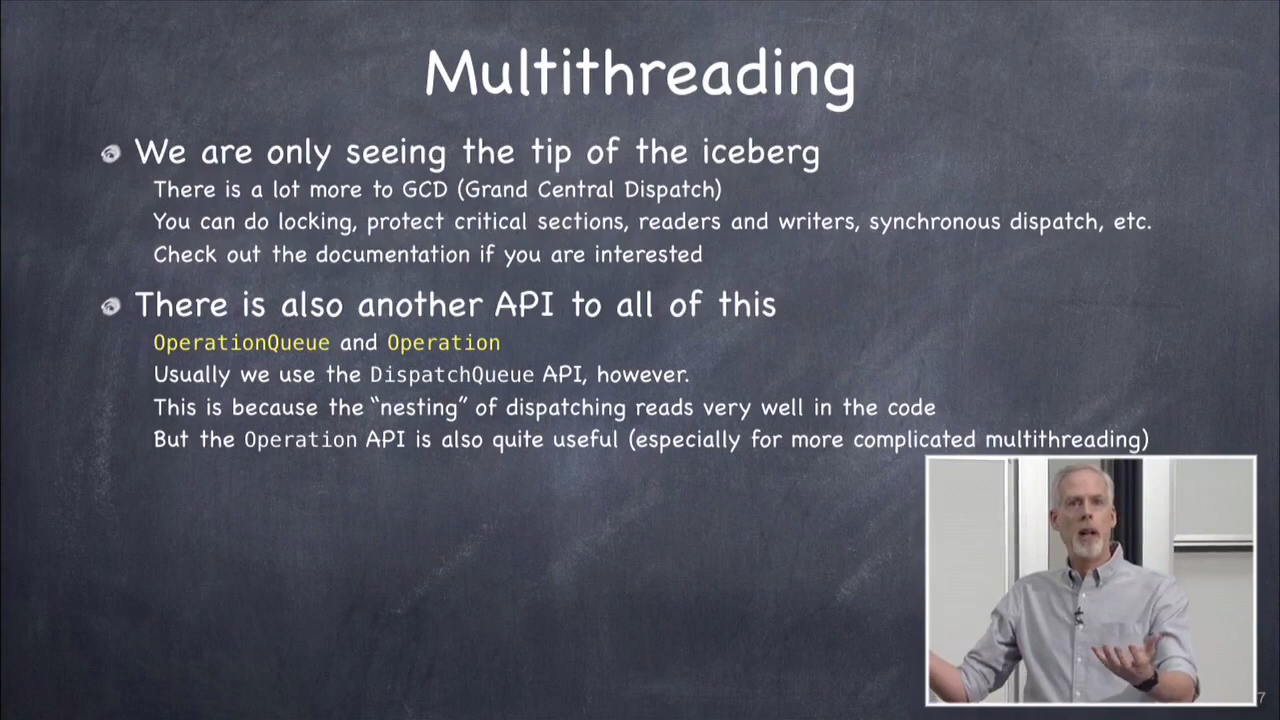 Multithreading
We are only seeing the tip of the iceberg
There is a lot more to GCD (Grand Central Dispatch)
You can do locking, protect critical sections, readers and writers, synchronous dispatch, etc.
Check out the documentation if you are interested
There is also another API to all of this
OperationQueue and Operation
Usually we use the DispatchQueue API, however.
This is because the “nesting” of dispatching reads very well in the code
But the Operation API is also quite useful (especially for more complicated multithreading)